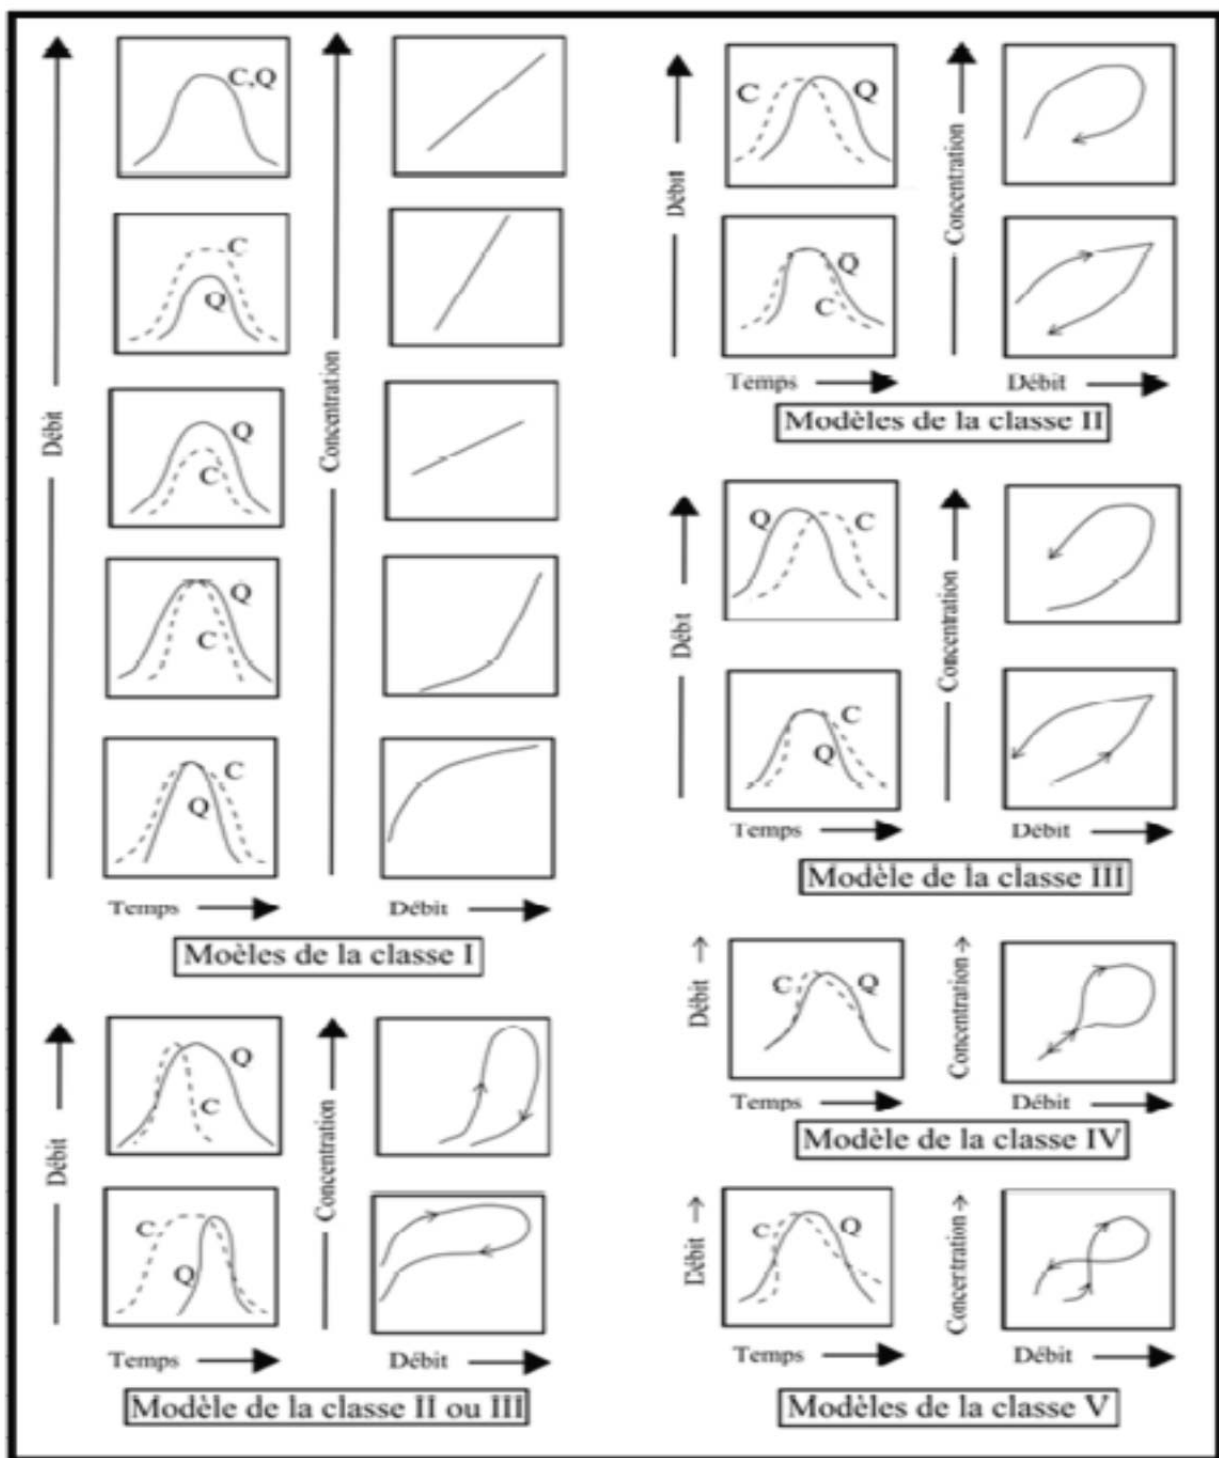 Débit
Concentration
C,Q
C
Q
Q
C
Q
C
C
Q
Temps
Débit
Moèles de la classe I
Débit
Concentration
Q
C
C
Q
Temps
Débit
Modèle de la classe II ou III
Débit
Concentration
C
Q
Q
C
Temps
Débit
Modèles de la classe II
Débit
Concentration
Q
C
C
Q
Temps
Débit
Modèle de la classe III
Débit
Concentration
C
Q
Temps
Débit
Modèle de la classe IV
Débit
Concertration
C
Q
Temps
Débit
Modèles de la classe V